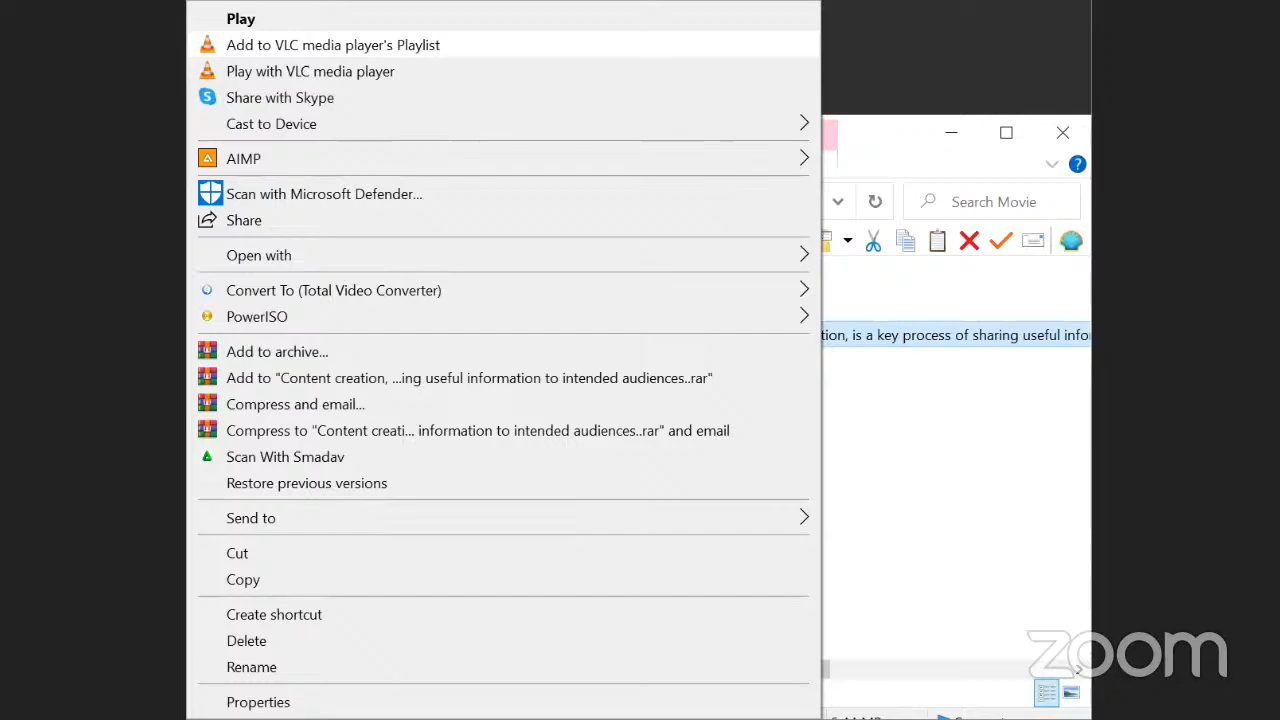 Play
Add to VLC media player's Playlist
Play with VLC media player
Share with Skype
Cast to Device
AIMP
Scan with Microsoft Defender...
Share
Search Movie
Open with
Convert To (Total Video Converter)
PowerISO
tion, is a key process of sharing useful info
Add to archive...
Add to "Content creation, ...ing useful information to intended audiences..rar"
Compress and email...
Compress to "Content creati... information to intended audiences..rar" and email
Scan With Smadav
Restore previous versions
Send to
Cut
Copy
Create shortcut
Delete
Rename
Properties
zoom